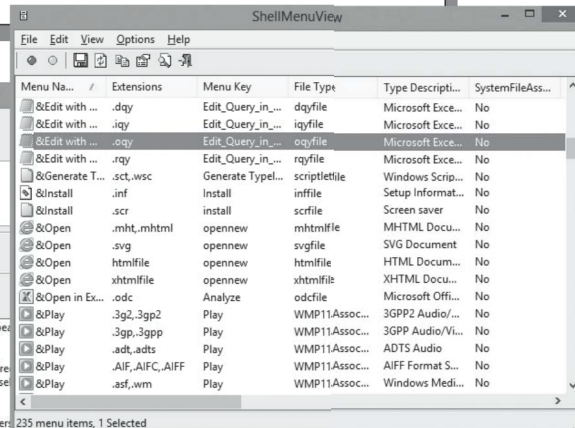 ShellMenuView
File Edit View Options Help
Menu Na... / Extensions Menu Key File Type Type Descripti... SystemFileAss...
&Edit with ... .dqy Edit_Query_in_... dqyfile Microsoft Exce... No
&Edit with ... .iqy Edit_Query_in_... iqyfile Microsoft Exce... No
&Edit with ... .oqy Edit_Query_in_... oqyfile Microsoft Exce... No
&Edit with ... .rqy Edit_Query_in_... rqyfile Microsoft Exce... No
&Generate T... .sct,.wsc Generate Typel... scriptletfile Windows Scrip... No
&Install .inf Install inffile Setup Informat... No
&Install .scr install scrfile Screen saver No
&Open .mht,.mhtml opennew mhtmlfile MHTML Docu... No
&Open .svg opennew svgfile SVG Document No
&Open htmlfile opennew htmlfile HTML Docum... No
&Open xhtmlfile opennew xhtmlfile XHTML Docu... No
&Open in Ex... .odc Analyze odcfile Microsoft Offi... No
&Play .3g2,.3gp2 Play WMP11.Assoc... 3GPP2 Audio/... No
&Play .3gp,.3gpp Play WMP11.Assoc... 3GPP Audio/Vi... No
&Play .adt,.adts Play WMP11.Assoc... ADTS Audio No
&Play .AIF,.AIFC,.AIFF Play WMP11.Assoc... AIFF Format S... No
&Play .asf,.wm Play WMP11.Assoc... Windows Medi... No
235 menu items, 1 Selected